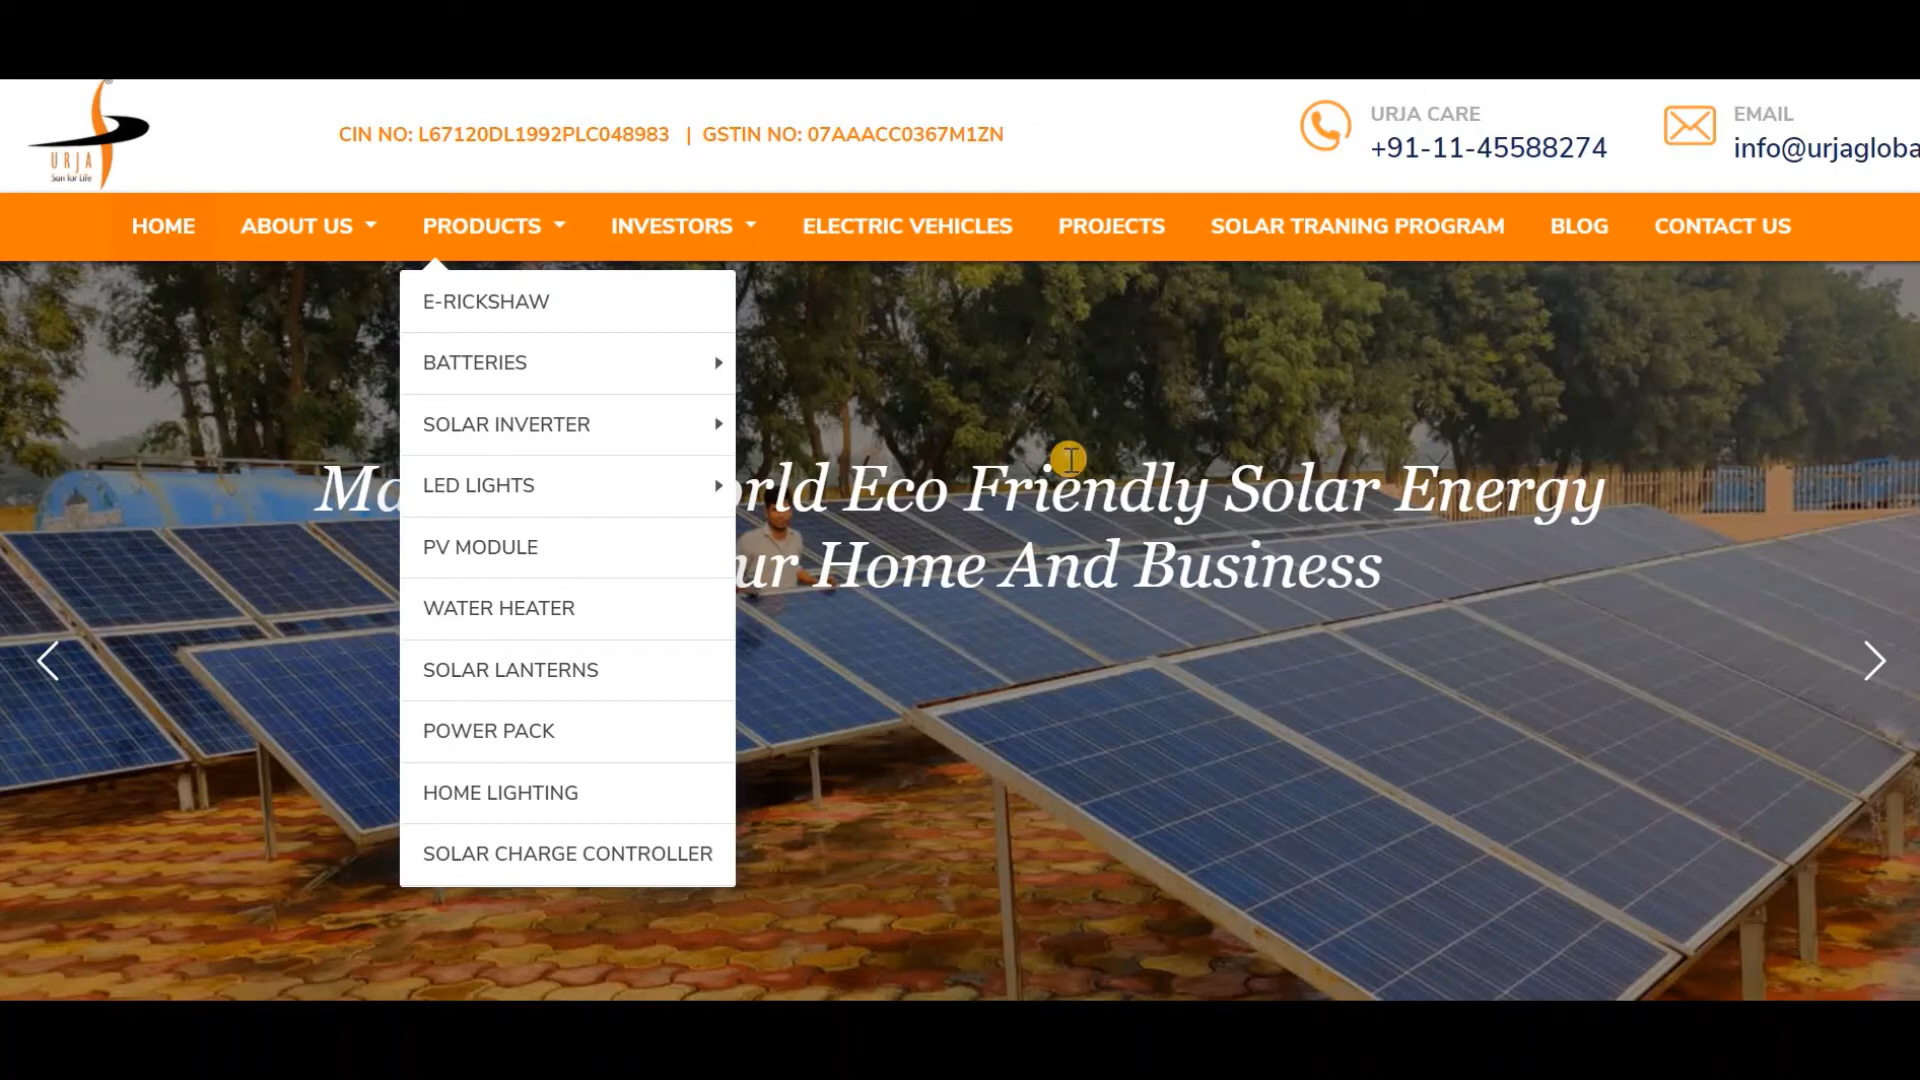 URJA
Sun for Life
CIN NO: L67120DL1992PLC048983 | GSTIN NO: 07AAACC0367M1ZN
URJA CARE
+91-11-45588274
EMAIL
info@urjagloba
HOME ABOUT US PRODUCTS INVESTORS ELECTRIC VEHICLES PROJECTS SOLAR TRANING PROGRAM BLOG CONTACT US
E-RICKSHAW
BATTERIES
SOLAR INVERTER
LED LIGHTS
PV MODULE
WATER HEATER
SOLAR LANTERNS
POWER PACK
HOME LIGHTING
SOLAR CHARGE CONTROLLER
Ma rld Eco Friendly Solar Energy
ur Home And Business